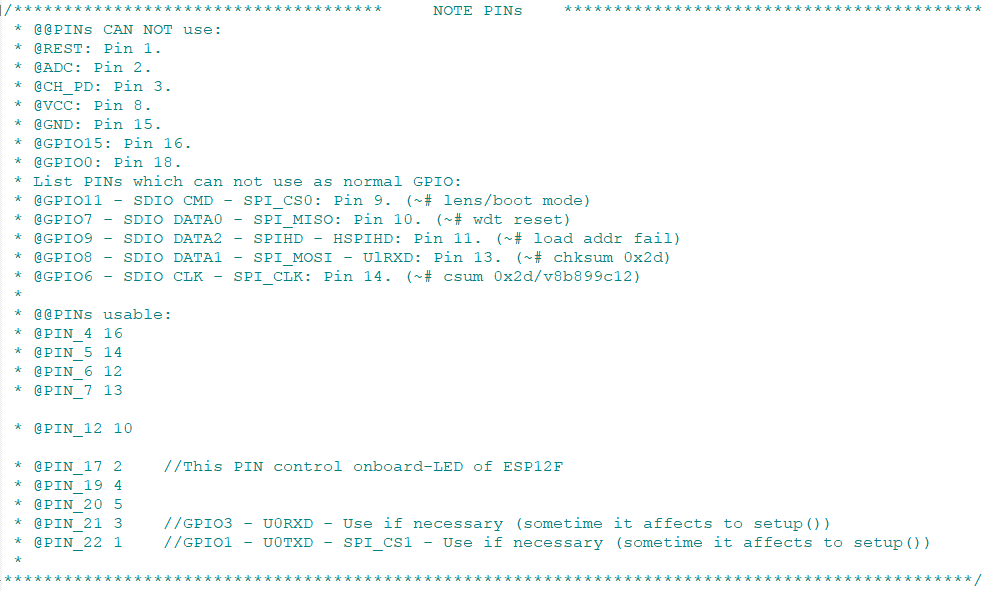 /************************************* NOTE PINs ******************************************
* @@PINs CAN NOT use:
* @REST: Pin 1.
* @ADC: Pin 2.
* @CH_PD: Pin 3.
* @VCC: Pin 8.
* @GND: Pin 15.
* @GPIO15: Pin 16.
* @GPIO0: Pin 18.
* List PINs which can not use as normal GPIO:
* @GPIO11 - SDIO CMD - SPI_CS0: Pin 9. (~# lens/boot mode)
* @GPIO7 - SDIO DATA0 - SPI_MISO: Pin 10. (~# wdt reset)
* @GPIO9 - SDIO DATA2 - SPIHD - HSPIHD: Pin 11. (~# load addr fail)
* @GPIO8 - SDIO DATA1 - SPI_MOSI - UlRXD: Pin 13. (~# chksum 0x2d)
* @GPIO6 - SDIO CLK - SPI_CLK: Pin 14. (~# csum 0x2d/v8b899c12)
*
* @@PINs usable:
* @PIN_4 16
* @PIN_5 14
* @PIN_6 12
* @PIN_7 13
* @PIN_12 10
* @PIN_17 2 //This PIN control onboard-LED of ESP12F
* @PIN_19 4
* @PIN_20 5
* @PIN_21 3 //GPIO3 - U0RXD - Use if necessary (sometime it affects to setup())
* @PIN_22 1 //GPIO1 - U0TXD - SPI_CS1 - Use if necessary (sometime it affects to setup())
*
*************************************************************************************************/